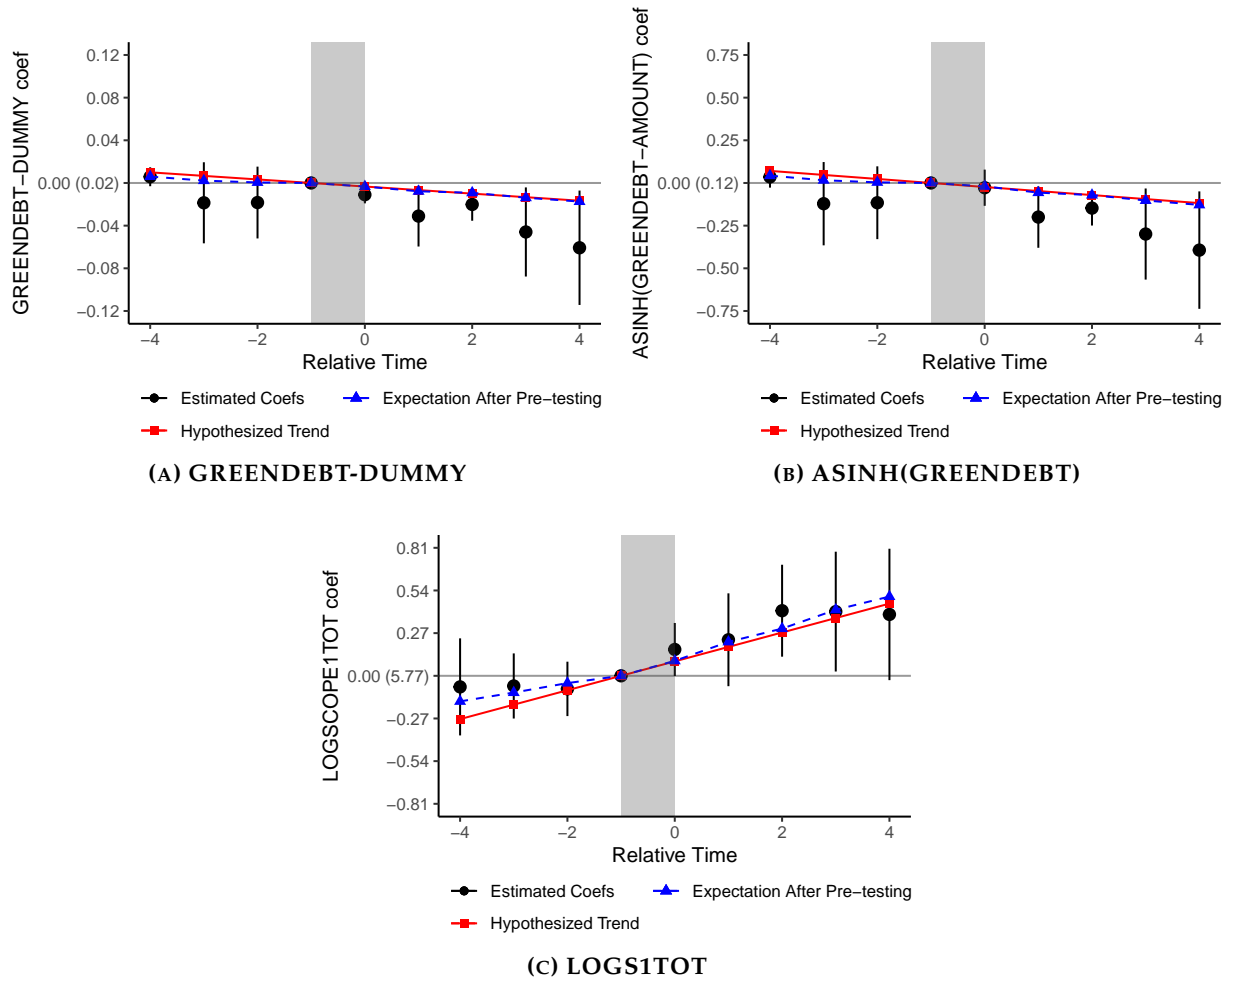 GREENDEBT−DUMMY coef
0.12
0.08
0.04
0.00 (0.02)
−0.04
−0.08
−0.12
−4 −2 0 2 4
Relative Time
Estimated Coefs Expectation After Pre−testing
Hypothesized Trend
(A) GREENDEBT-DUMMY
ASINH(GREENDEBT−AMOUNT) coef
0.75
0.50
0.25
0.00 (0.12)
−0.25
−0.50
−0.75
−4 −2 0 2 4
Relative Time
Estimated Coefs Expectation After Pre−testing
Hypothesized Trend
(B) ASINH(GREENDEBT)
LOGSCOPE1TOT coef
0.81
0.54
0.27
0.00 (5.77)
−0.27
−0.54
−0.81
−4 −2 0 2 4
Relative Time
Estimated Coefs Expectation After Pre−testing
Hypothesized Trend
(C) LOGS1TOT